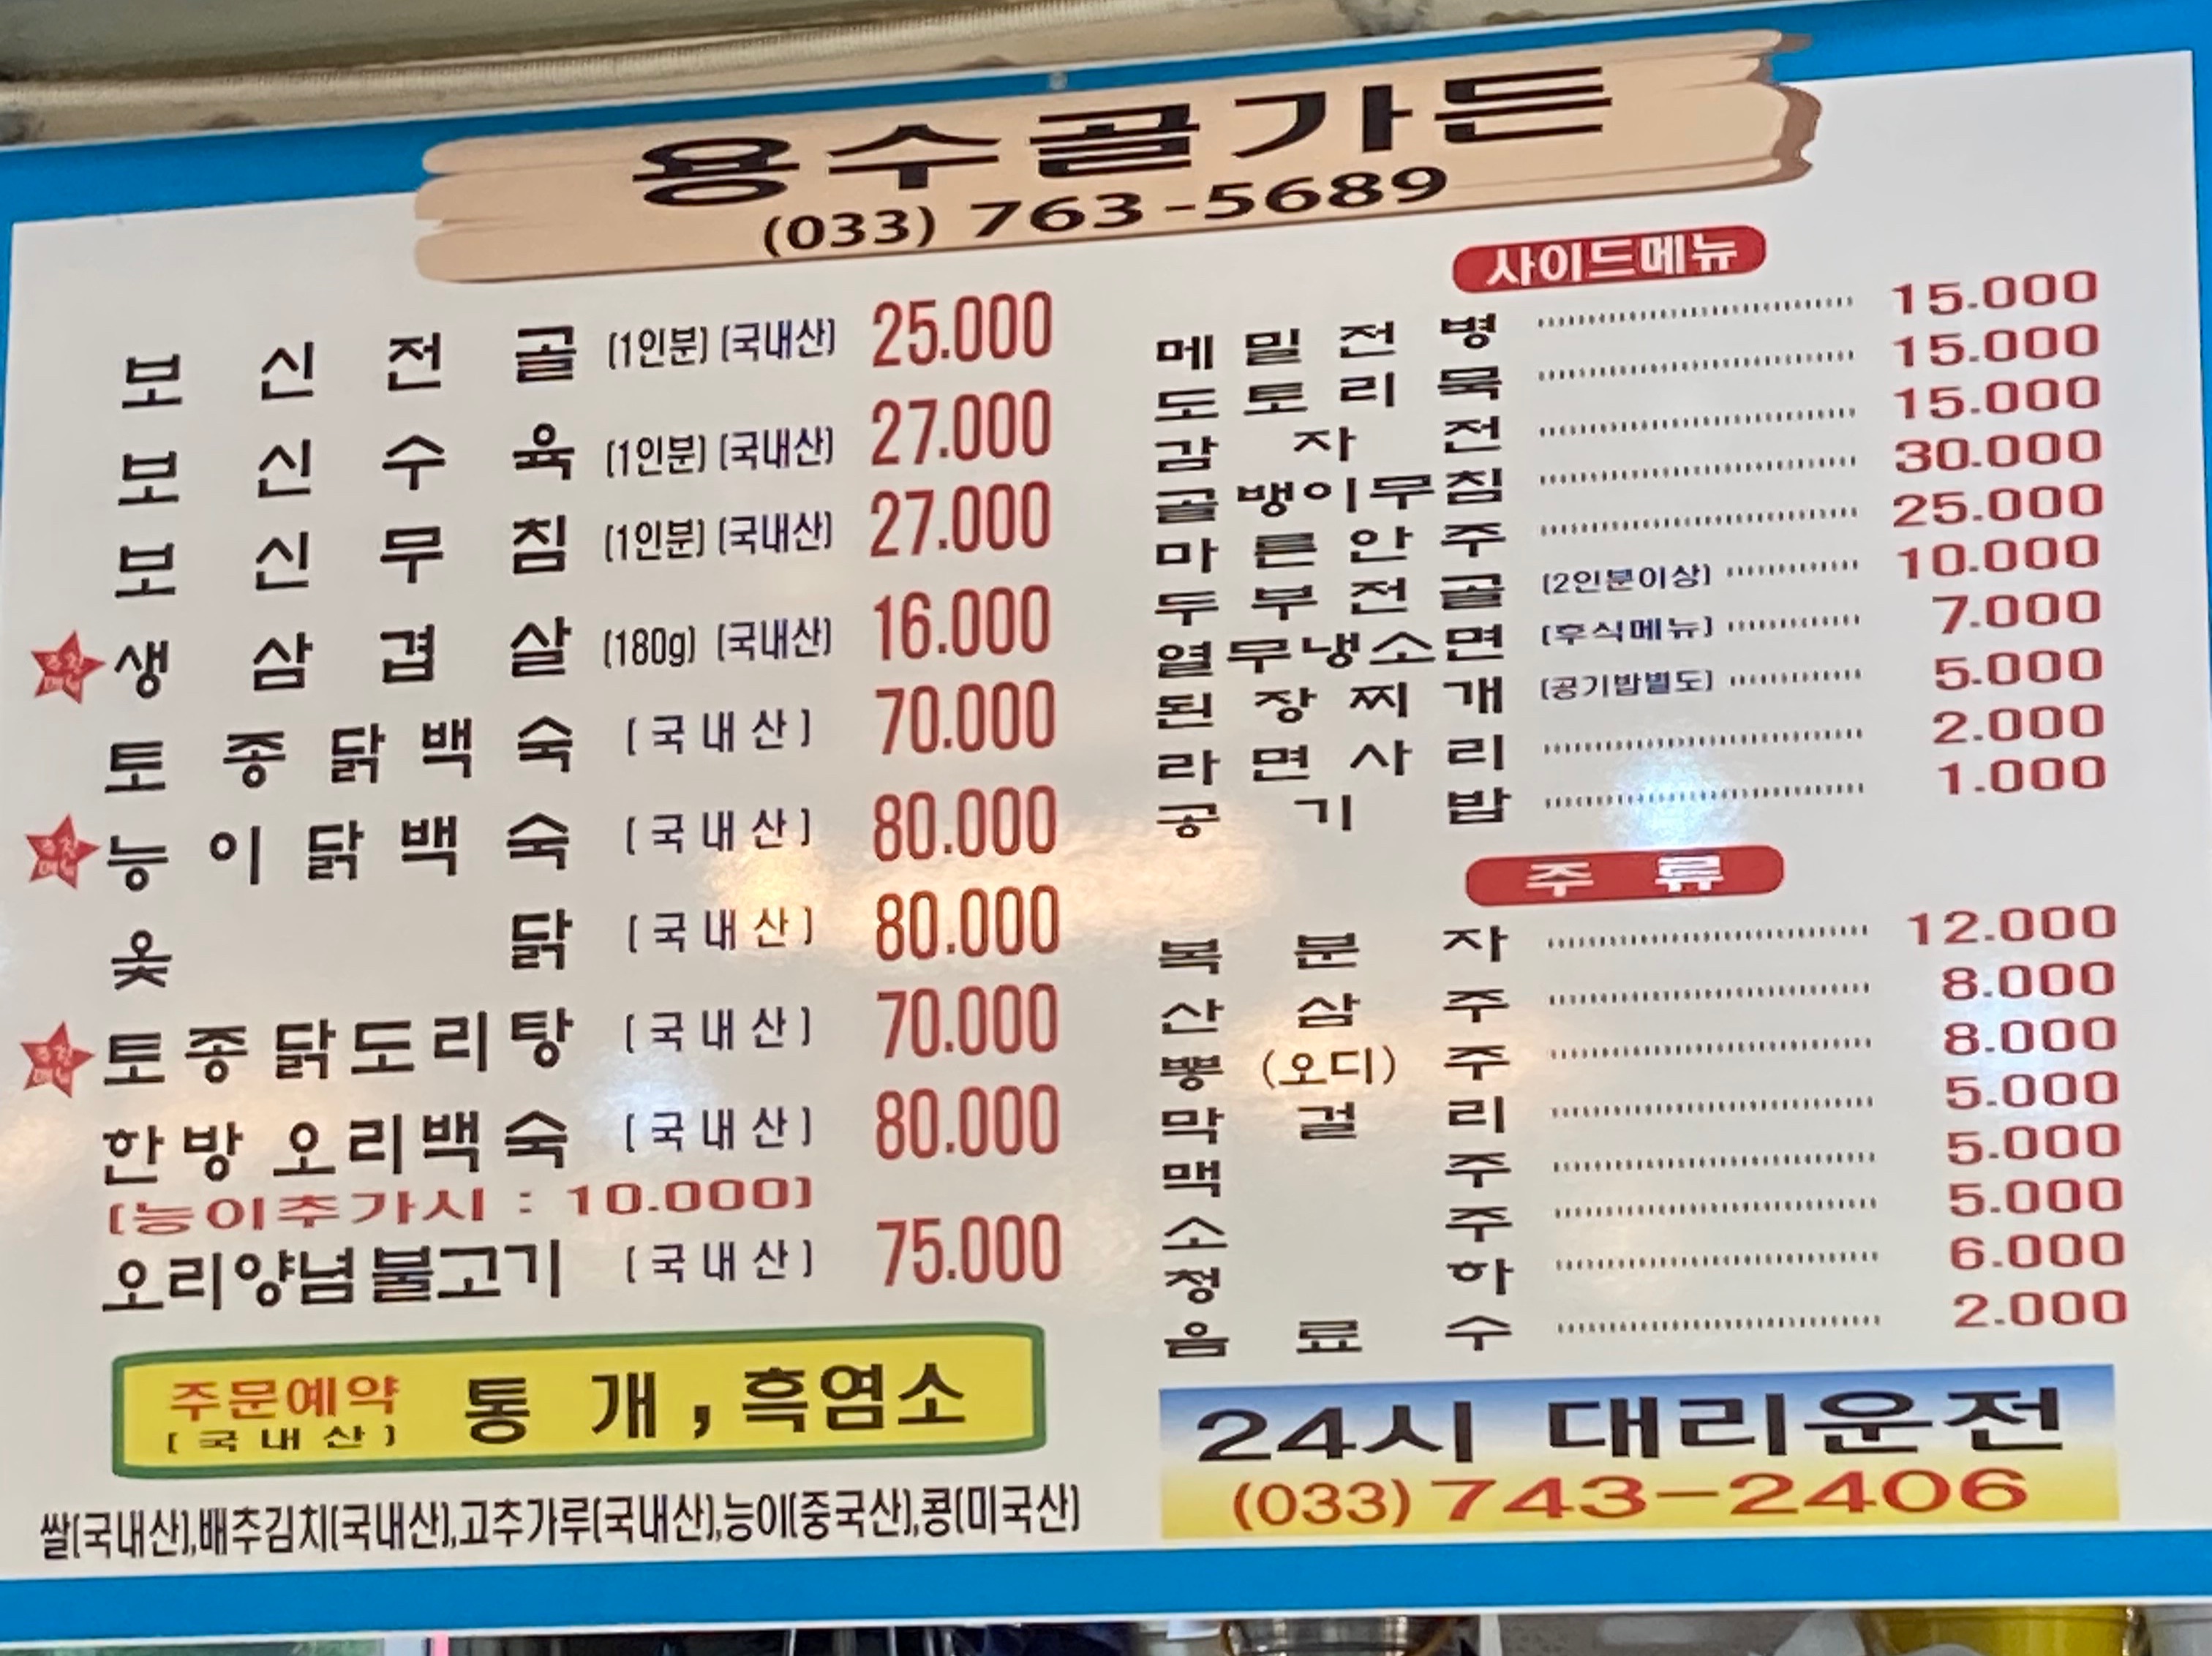 용수골가든
(033) 763-5689
보신전골 (1인분) (국내산) 25.000
보신수육 (1인분) (국내산) 27.000
보신무침 (1인분) (국내산) 27.000
추천메뉴 생삼겹살 (180g) (국내산) 16.000
토종닭백숙 (국내산) 70.000
추천메뉴 능이닭백숙 (국내산) 80.000
옻닭 (국내산) 80.000
추천메뉴 토종닭도리탕 (국내산) 70.000
한방오리백숙 (국내산) 80.000
(능이추가시 : 10.000)
오리양념불고기 (국내산) 75.000
주문예약 통개, 흑염소
(국내산)
쌀(국내산),배추김치(국내산),고추가루(국내산),능이(중국산),콩(미국산)
사이드메뉴
메밀전병 15.000
도토리묵 15.000
감자전 15.000
골뱅이무침 30.000
마른안주 25.000
두부전골 (2인분이상) 10.000
열무냉소면 (후식메뉴) 7.000
된장찌개 (공기밥별도) 5.000
라면사리 2.000
공기밥 1.000
주류
복분자 12.000
산삼주 8.000
뽕(오디)주 8.000
막걸리 5.000
맥주 5.000
소주 5.000
청하 6.000
음료수 2.000
24시 대리운전
(033) 743-2406